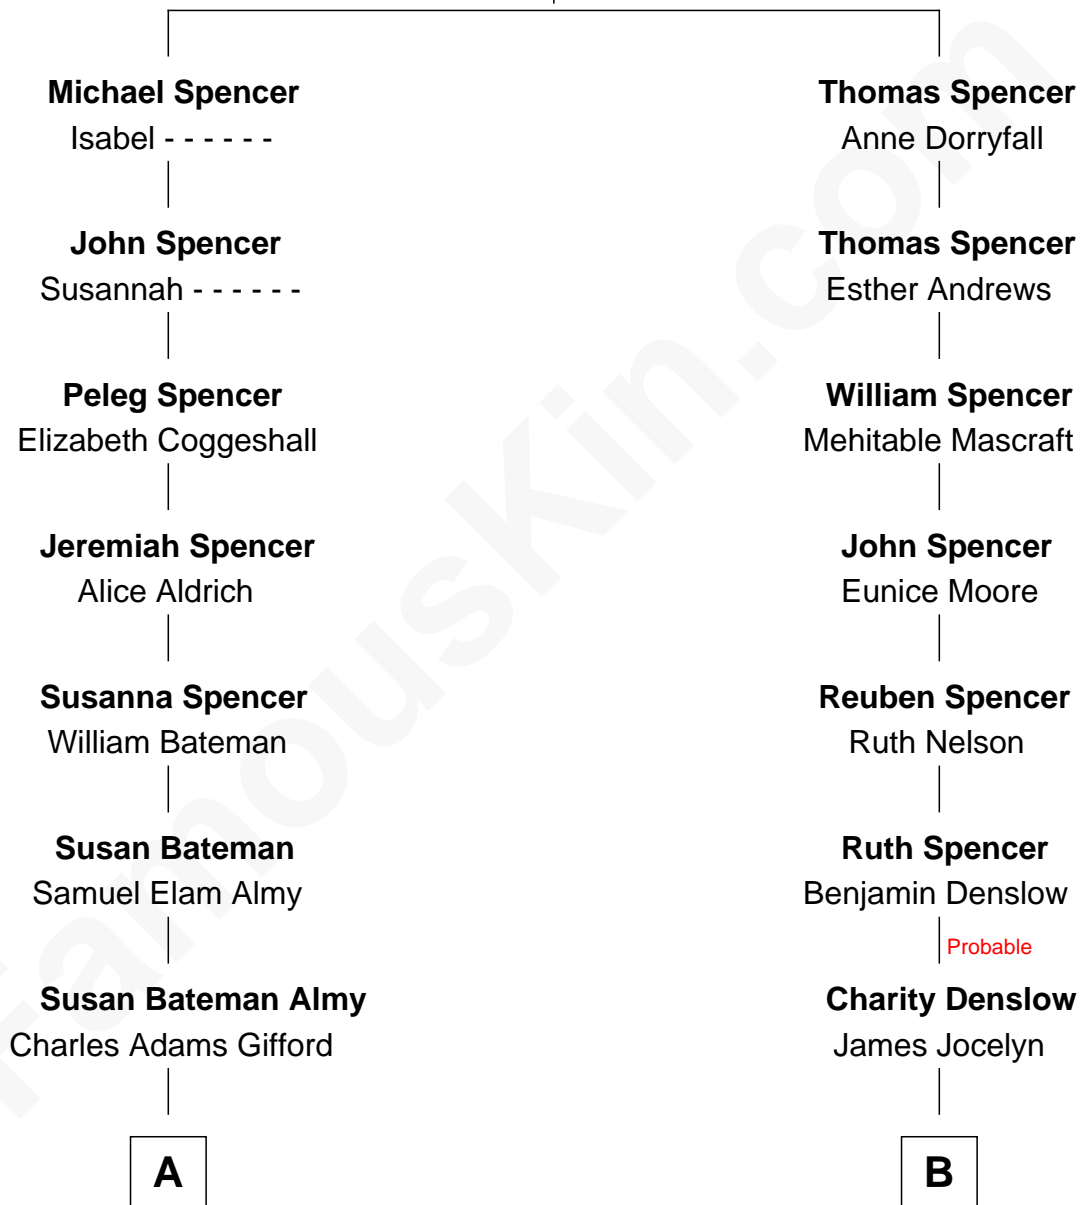 Michael Spencer
Isabel - - - - - -
Thomas Spencer
Anne Dorryfall
John Spencer
Susannah - - - - - -
Thomas Spencer
Esther Andrews
Peleg Spencer
Elizabeth Coggeshall
William Spencer
Mehitable Mascraft
Jeremiah Spencer
Alice Aldrich
John Spencer
Eunice Moore
Susanna Spencer
William Bateman
Reuben Spencer
Ruth Nelson
Susan Bateman
Samuel Elam Almy
Ruth Spencer
Benjamin Denslow
Probable
Susan Bateman Almy
Charles Adams Gifford
Charity Denslow
James Jocelyn
A
B
FamousKin.com